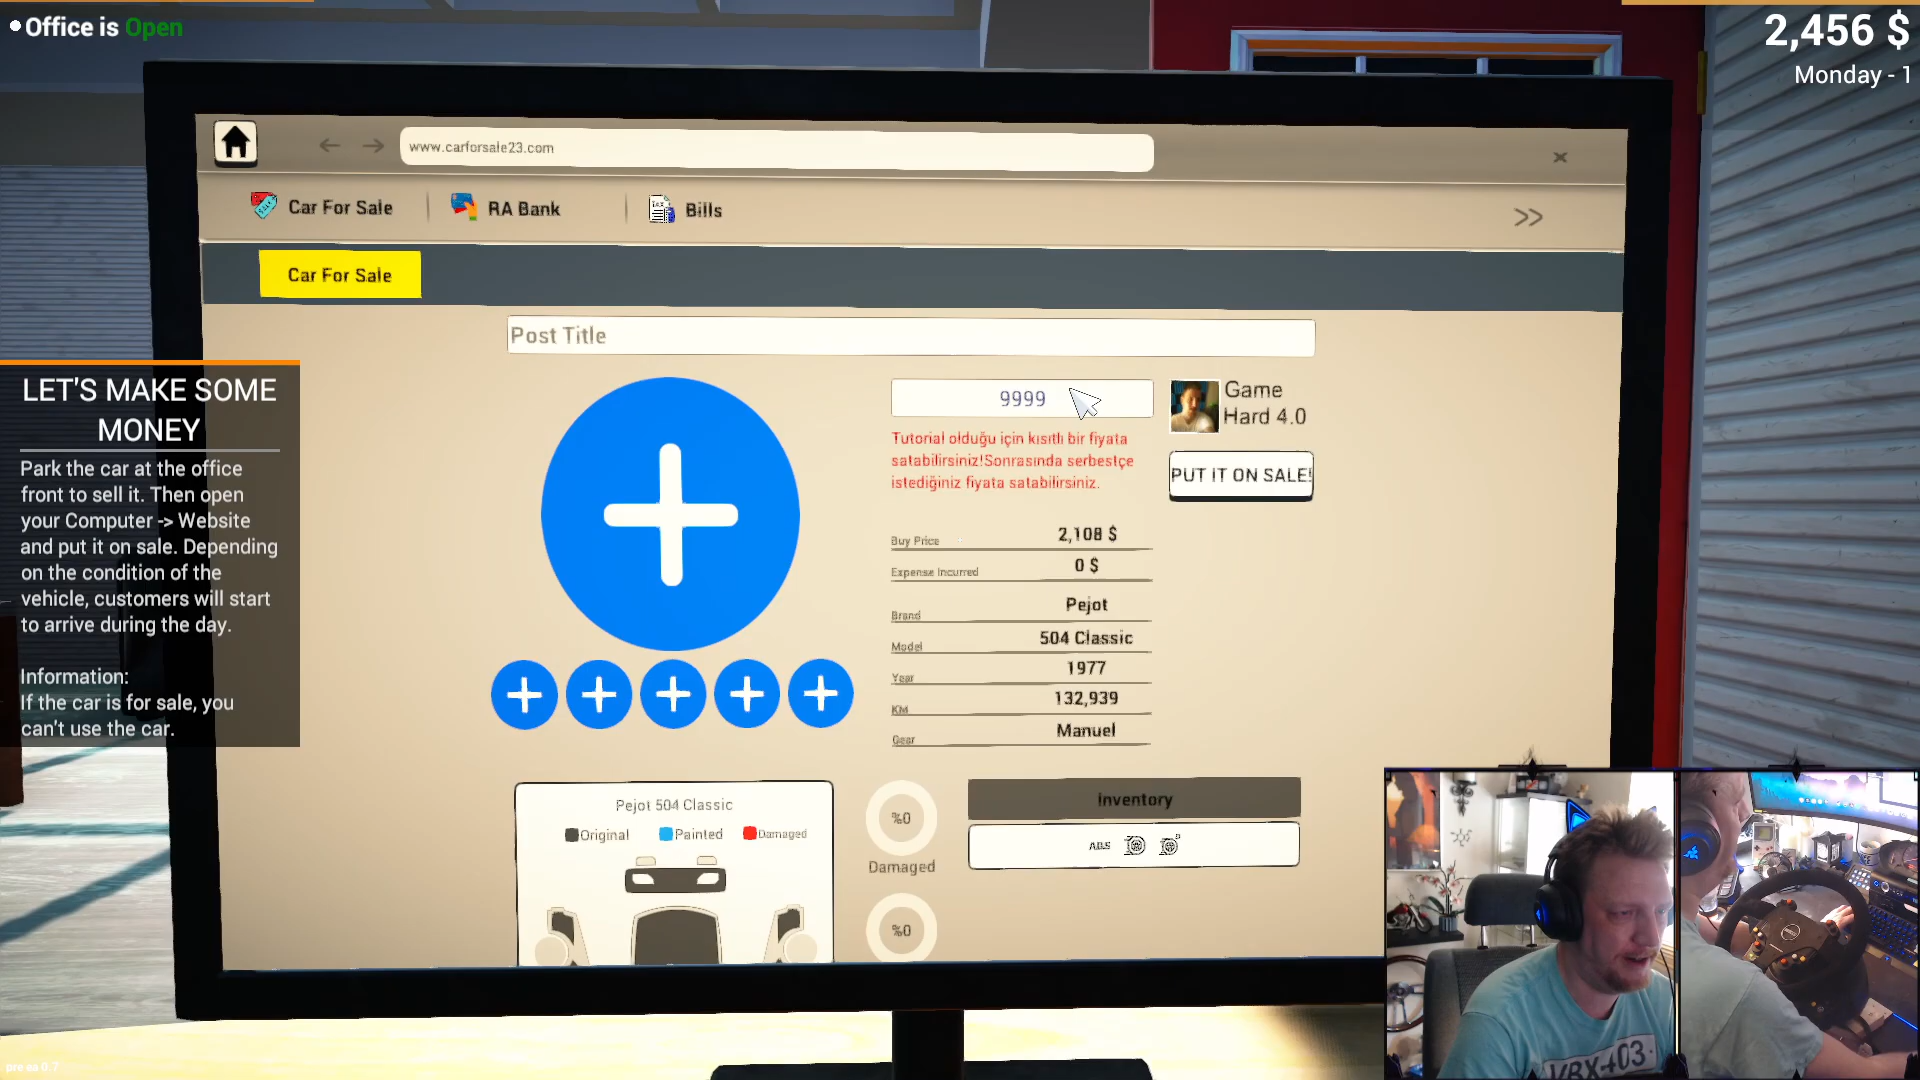 Office is Open
2,456 $
Monday - 1
www.carforsale23.com
Car For Sale
RA Bank
Bills
Car For Sale
Post Title
LET'S MAKE SOME
MONEY
Park the car at the office
front to sell it. Then open
your Computer -> Website
and put it on sale. Depending
on the condition of the
vehicle, customers will start
to arrive during the day.
Information:
If the car is for sale, you
can't use the car.
9999
Tutorial olduğu için kısıtlı bir fiyata
satabilirsiniz!Sonrasında serbestçe
istediğiniz fiyata satabilirsiniz.
Game
Hard 4.0
PUT IT ON SALE!
Buy Price 2,108 $
Expense Incurred 0 $
Brand Pejot
Model 504 Classic
Year 1977
KM 132,939
Gear Manuel
Pejot 504 Classic
Original Painted Damaged
%0
Damaged
%0
Inventory
ABS
pre ea 0.7